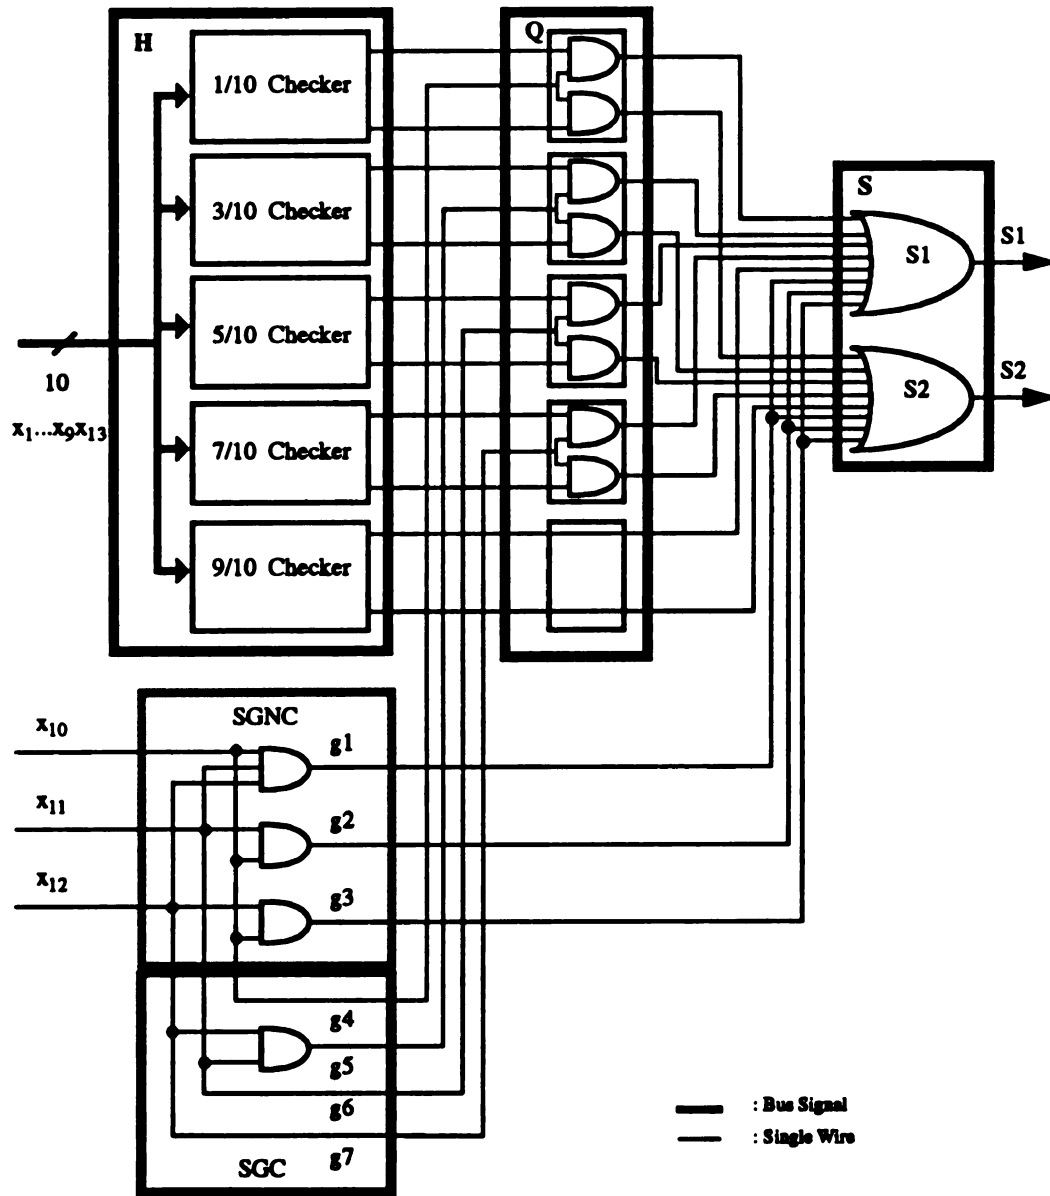 H
Q
1/10 Checker
3/10 Checker
S
S1
S1
5/10 Checker
10
S2
S2
x1...x9x13
7/10 Checker
9/10 Checker
SGNC
x10
g1
x11
g2
x12
g3
g4
g5
g6
: Bus Signal
: Single Wire
SGC
g7